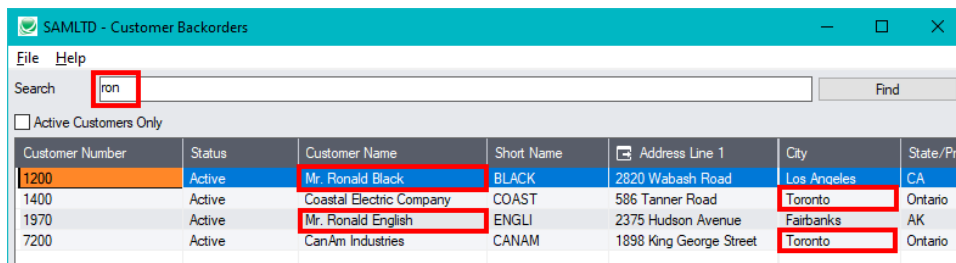 SAMLTD - Customer Backorders
File Help
Search ron Find
Active Customers Only
Customer Number Status Customer Name Short Name Address Line 1 City State/Pr
1200 Active Mr. Ronald Black BLACK 2820 Wabash Road Los Angeles CA
1400 Active Coastal Electric Company COAST 586 Tanner Road Toronto Ontario
1970 Active Mr. Ronald English ENGLI 2375 Hudson Avenue Fairbanks AK
7200 Active CanAm Industries CANAM 1898 King George Street Toronto Ontario